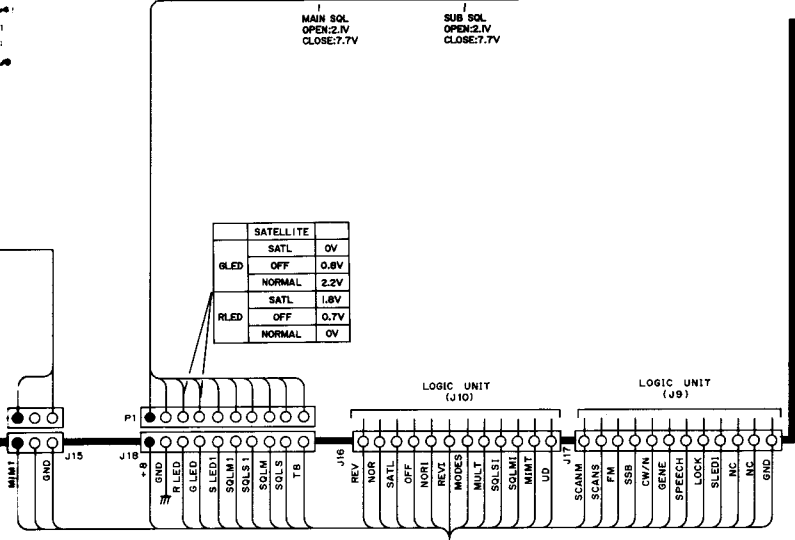 MAIN SQL
OPEN:2.1V
CLOSE:7.7V
SUB SQL
OPEN:2.1V
CLOSE:7.7V
SATELLITE
GLED
SATL 0V
OFF 0.8V
NORMAL 2.2V
RLED
SATL 1.8V
OFF 0.7V
NORMAL 0V
LOGIC UNIT
(J10)
LOGIC UNIT
(J9)
P1
J15
J18
J16
J17
MIMT
GND
+8
GND
R LED
G LED
S LED1
SQLM1
SQLS1
SQLM
SQLS
T8
REV
NOR
SATL
OFF
NORI
REVI
MODES
MULT
SQLSI
SQLMI
MIMT
UD
SCANM
SCANS
FM
SSB
CW/N
GENE
SPEECH
LOCK
SLEDI
NC
NC
GND